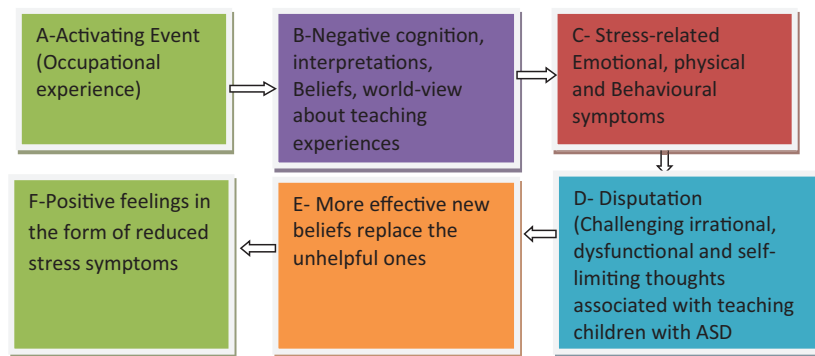 A-Activating Event
(Occupational
experience)
B-Negative cognition,
interpretations,
Beliefs, world-view
about teaching
experiences
C- Stress-related
Emotional, physical
and Behavioural
symptoms
D- Disputation
(Challenging irrational,
dysfunctional and self-
limiting thoughts
associated with teaching
children with ASD
E- More effective new
beliefs replace the
unhelpful ones
F-Positive feelings in
the form of reduced
stress symptoms